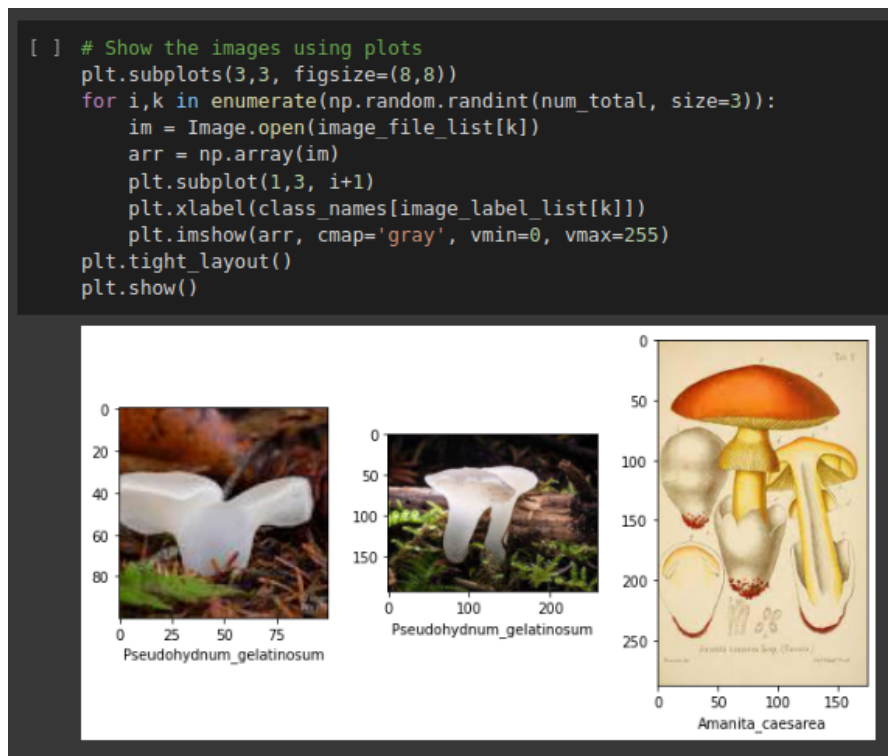 [ ] # Show the images using plots
plt.subplots(3,3, figsize=(8,8))
for i,k in enumerate(np.random.randint(num_total, size=3)):
    im = Image.open(image_file_list[k])
    arr = np.array(im)
    plt.subplot(1,3, i+1)
    plt.xlabel(class_names[image_label_list[k]])
    plt.imshow(arr, cmap='gray', vmin=0, vmax=255)
plt.tight_layout()
plt.show()
0
20
40
60
80
0 25 50 75
Pseudohydnum_gelatinosum
0
50
100
150
0 100 200
Pseudohydnum_gelatinosum
0
50
100
150
200
250
0 50 100 150
Amanita_caesarea